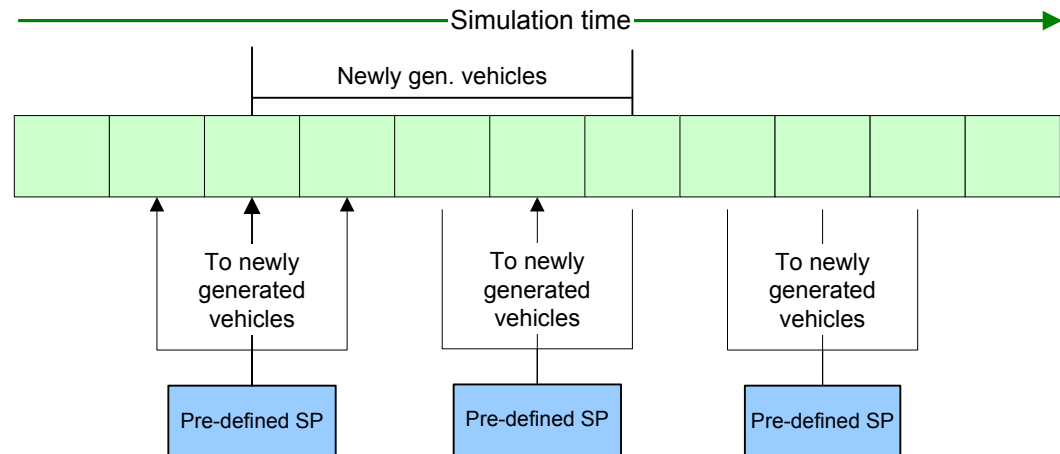 Simulation time
Newly gen. vehicles
To newly
generated
vehicles
To newly
generated
vehicles
To newly
generated
vehicles
Pre-defined SP
Pre-defined SP
Pre-defined SP